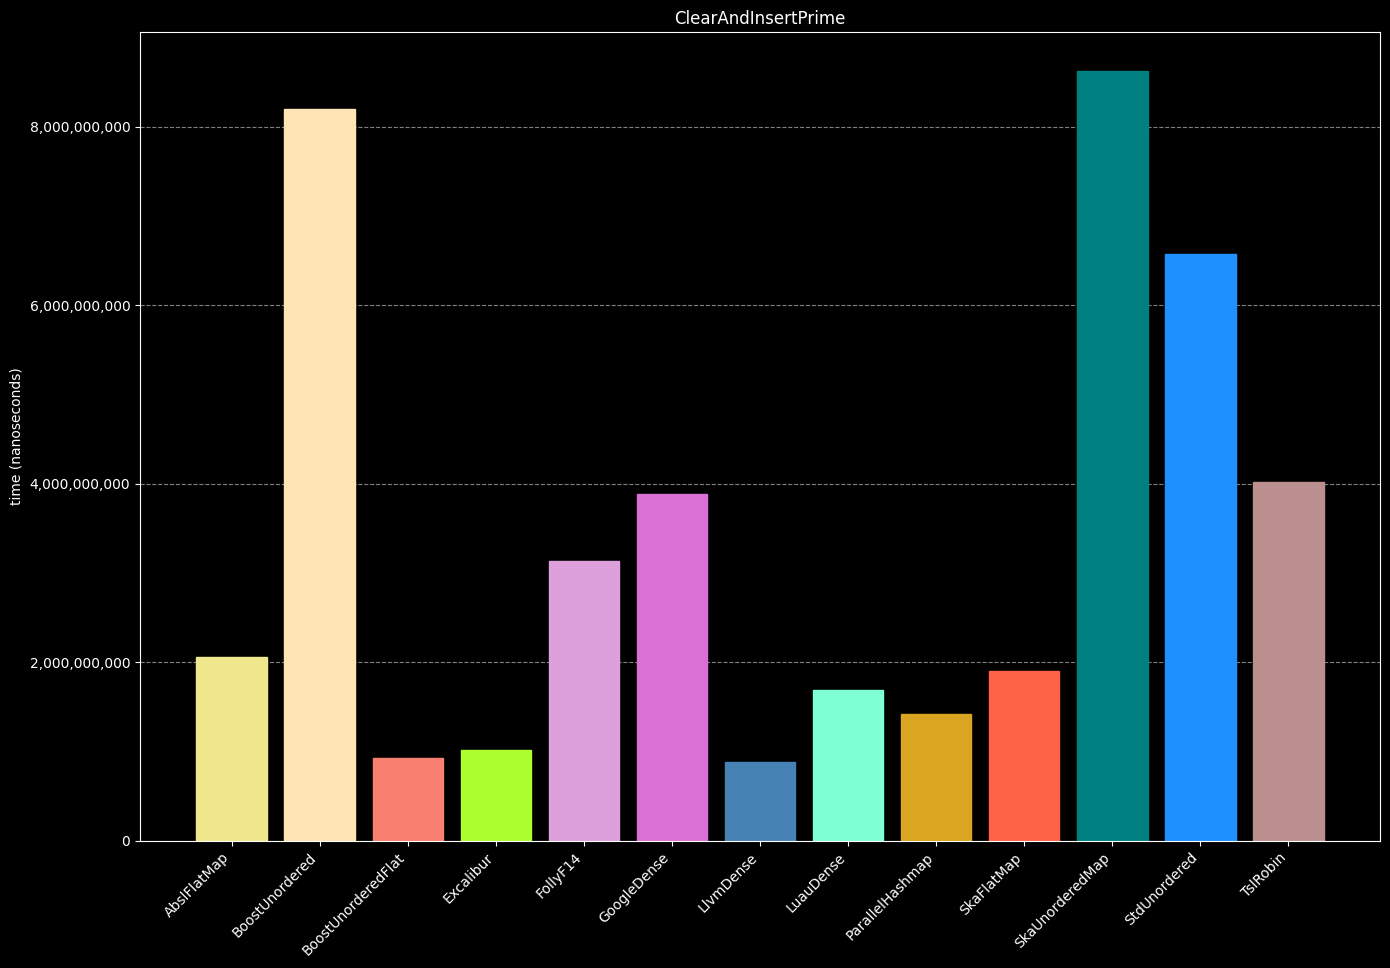 ClearAndInsertPrime
time (nanoseconds)
8,000,000,000
6,000,000,000
4,000,000,000
2,000,000,000
0
AbslFlatMap
BoostUnordered
BoostUnorderedFlat
Excalibur
FollyF14
GoogleDense
LlvmDense
LuauDense
ParallelHashmap
SkaFlatMap
SkaUnorderedMap
StdUnordered
TslRobin